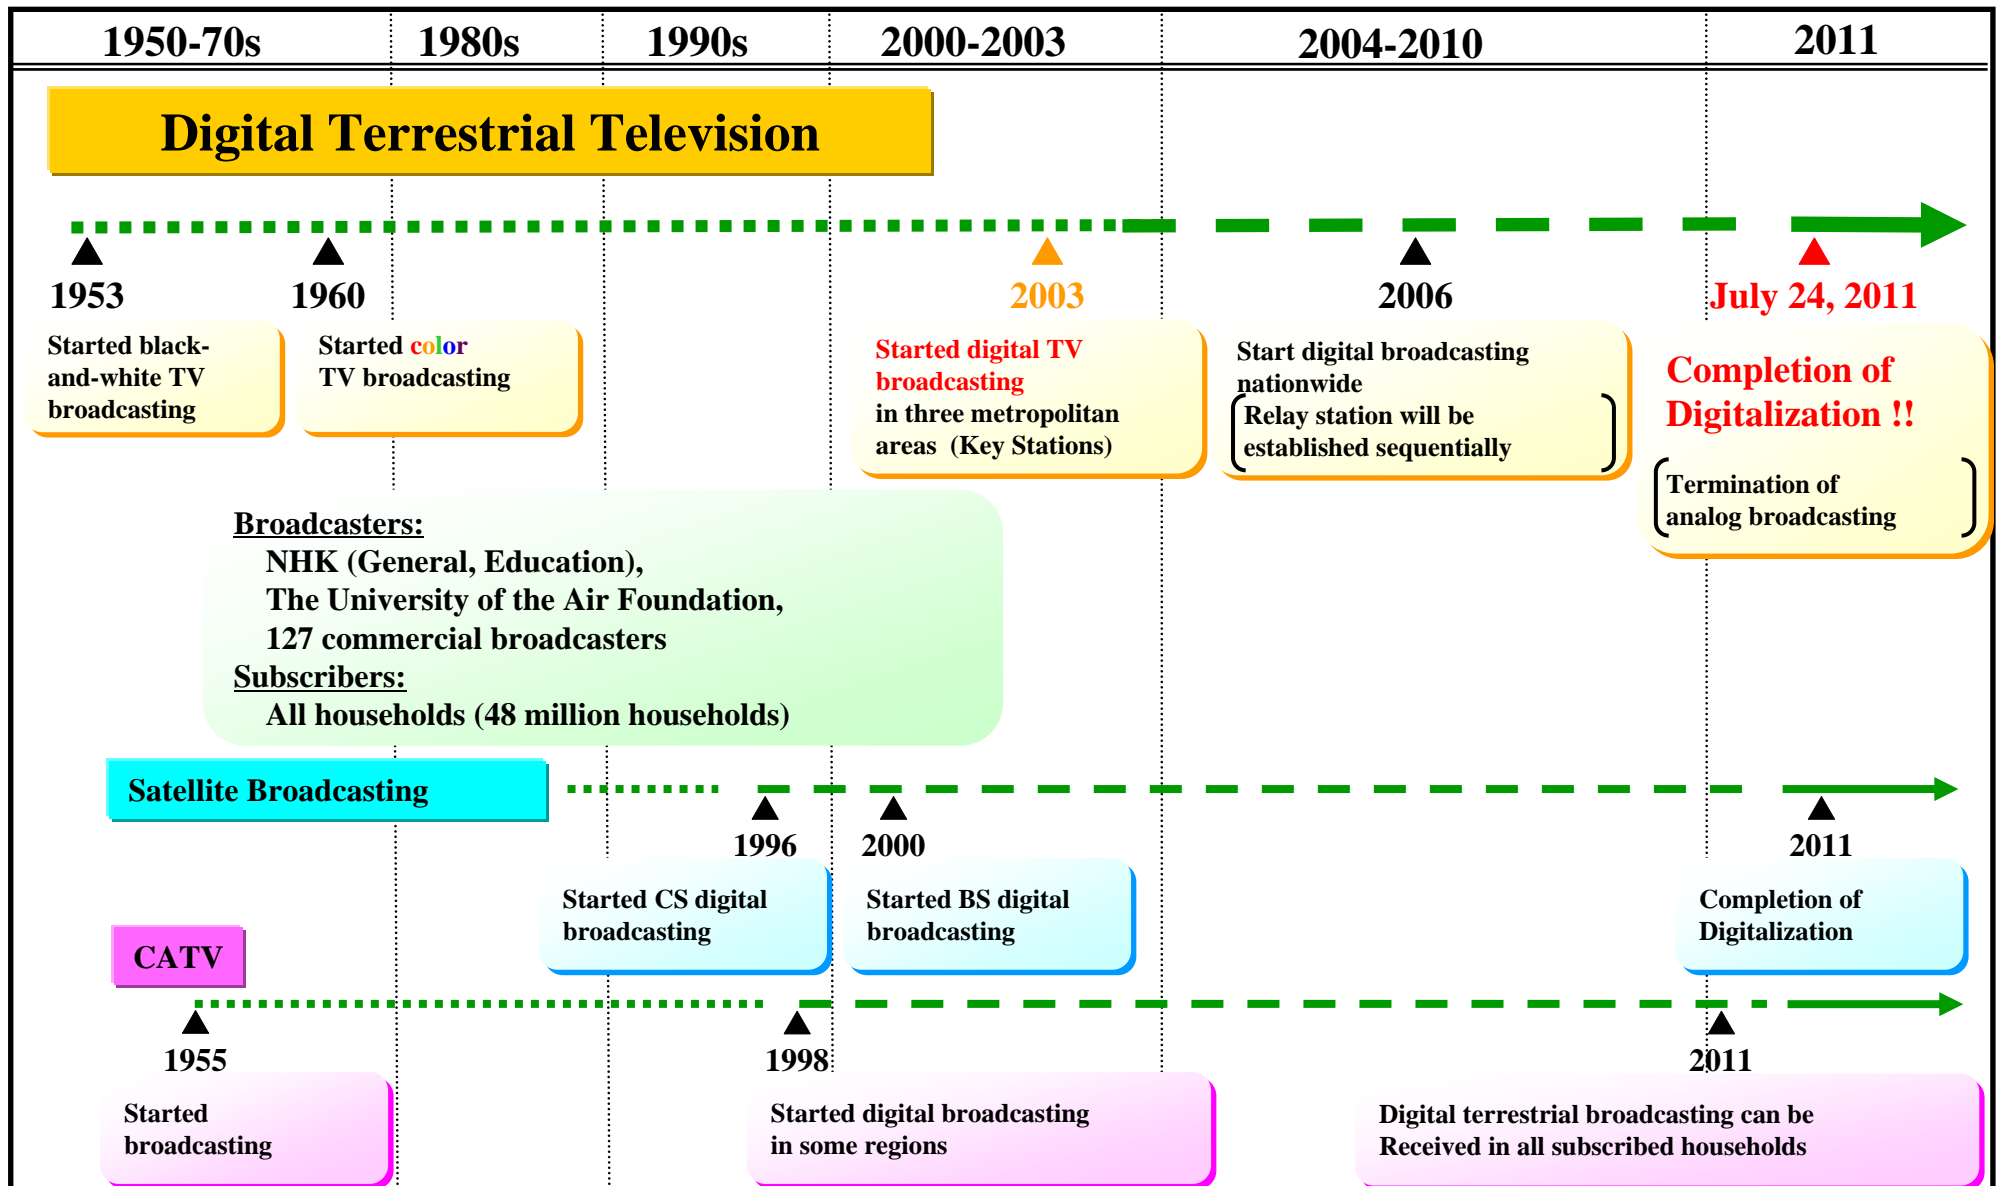 1950-70s 1980s 1990s 2000-2003 2004-2010 2011
Digital Terrestrial Television
1953
Started black-
and-white TV
broadcasting
1960
Started color
TV broadcasting
2003
Started digital TV
broadcasting
in three metropolitan
areas (Key Stations)
2006
Start digital broadcasting
nationwide
Relay station will be
established sequentially
July 24, 2011
Completion of
Digitalization !!
Termination of
analog broadcasting
Broadcasters:
NHK (General, Education),
The University of the Air Foundation,
127 commercial broadcasters
Subscribers:
All households (48 million households)
Satellite Broadcasting
1996
Started CS digital
broadcasting
2000
Started BS digital
broadcasting
2011
Completion of
Digitalization
CATV
1955
Started
broadcasting
1998
Started digital broadcasting
in some regions
2011
Digital terrestrial broadcasting can be
Received in all subscribed households